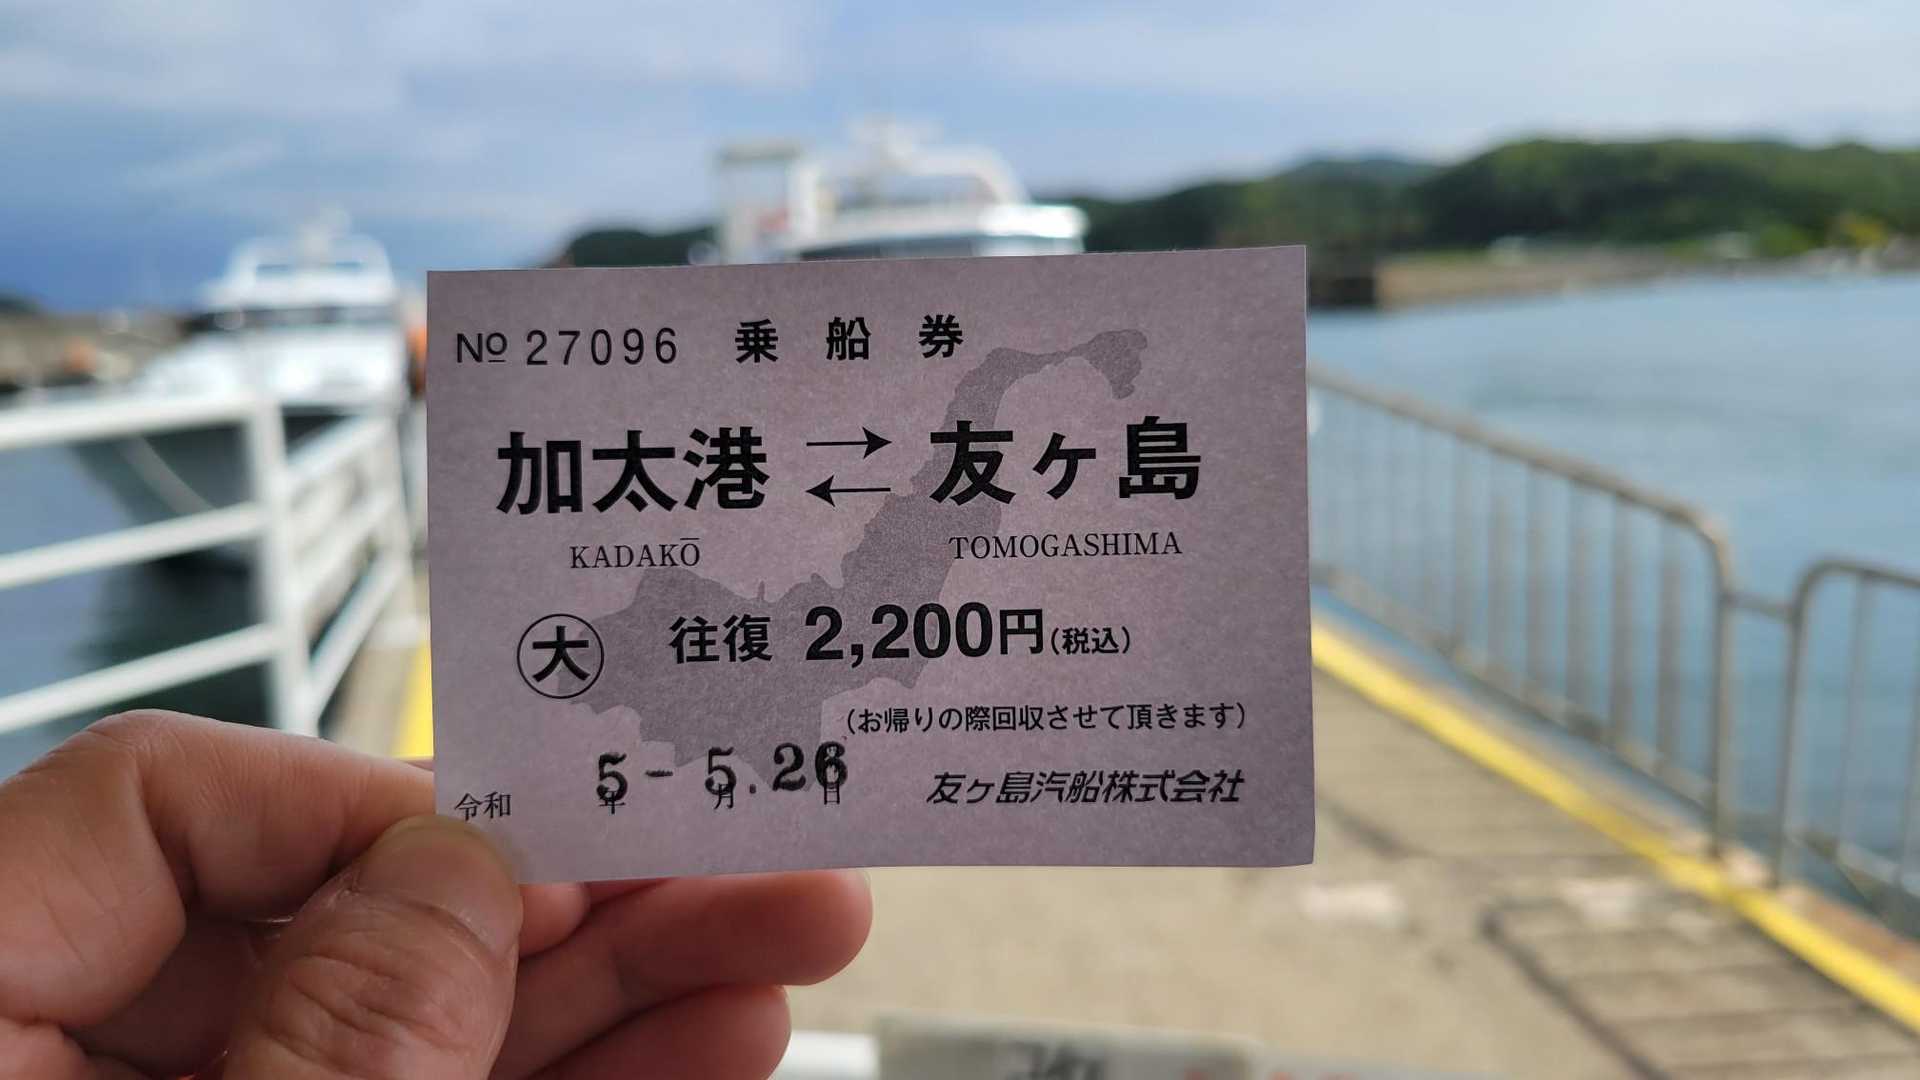 № 27096 乗船券
加太港 ⇄ 友ヶ島
KADAKŌ TOMOGASHIMA
大 往復 2,200円(税込)
(お帰りの際回収させて頂きます)
令和 5年 - 5月.26日 友ヶ島汽船株式会社